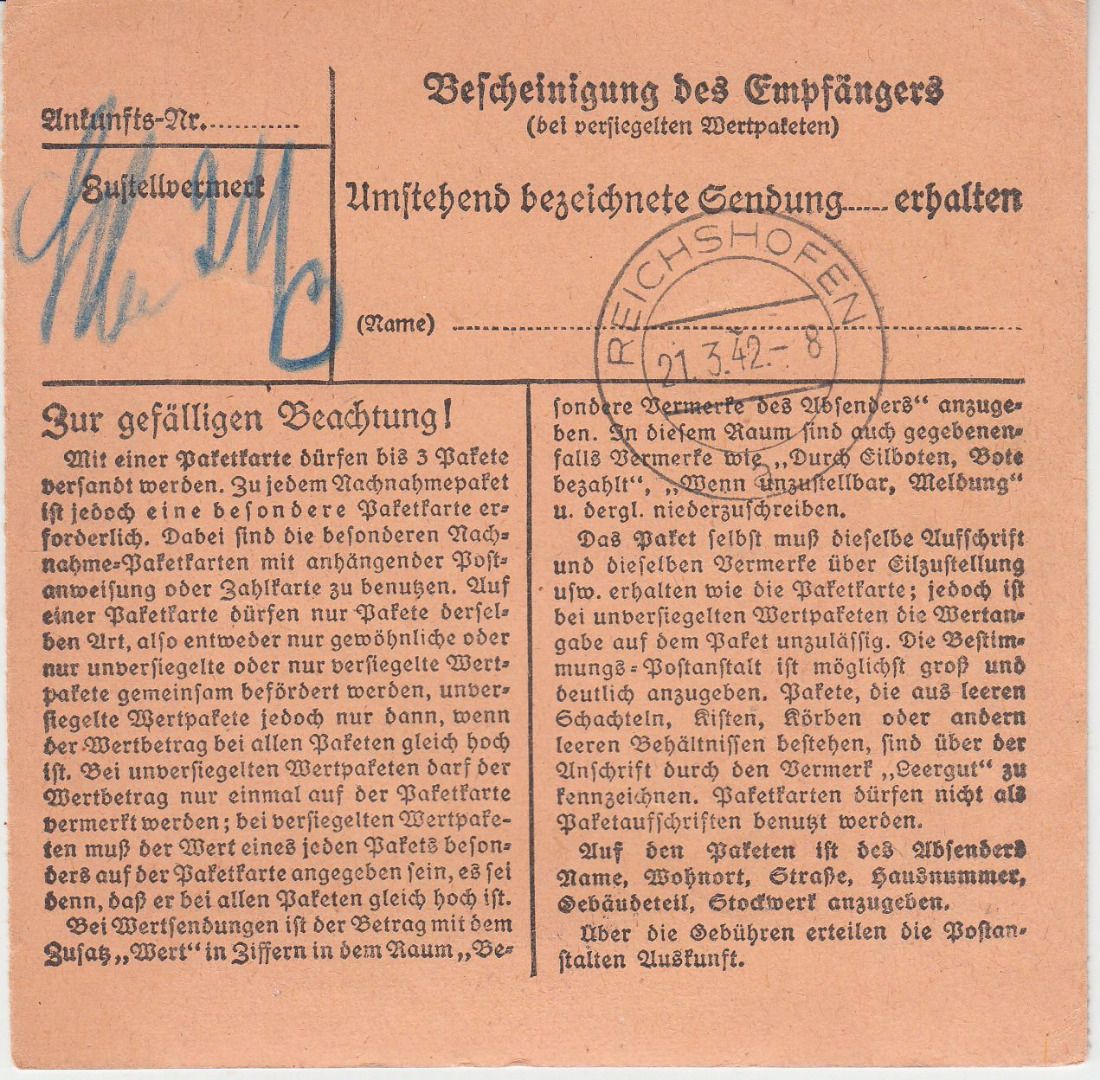 Ankunfts-Nr.............
Zustellvermerk
Bescheinigung des Empfängers
(bei versiegelten Wertpaketen)
Umstehend bezeichnete Sendung..... erhalten
(Name)
REICHSHOFEN
21.3.42.- 8
Zur gefälligen Beachtung!
Mit einer Paketkarte dürfen bis 3 Pakete
versandt werden. Zu jedem Nachnahmepaket
ist jedoch eine besondere Paketkarte er-
forderlich. Dabei sind die besonderen Nach-
nahme-Paketkarten mit anhängender Post-
anweisung oder Zahlkarte zu benutzen. Auf
einer Paketkarte dürfen nur Pakete dersel-
ben Art, also entweder nur gewöhnliche oder
nur unversiegelte oder nur versiegelte Wert-
pakete gemeinsam befördert werden, unver-
siegelte Wertpakete jedoch nur dann, wenn
der Wertbetrag bei allen Paketen gleich hoch
ist. Bei unversiegelten Wertpaketen darf der
Wertbetrag nur einmal auf der Paketkarte
vermerkt werden; bei versiegelten Wertpake-
ten muß der Wert eines jeden Pakets beson-
ders auf der Paketkarte angegeben sein, es sei
denn, daß er bei allen Paketen gleich hoch ist.
Bei Wertsendungen ist der Betrag mit dem
Zusatz „Wert“ in Ziffern in dem Raum „Be-
sondere Vermerke des Absenders“ anzuge-
ben. In diesem Raum sind auch gegebenen-
falls Vermerke wie „Durch Eilboten, Bote
bezahlt“, „Wenn unzustellbar, Meldung“
u. dergl. niederzuschreiben.
Das Paket selbst muß dieselbe Aufschrift
und dieselben Vermerke über Eilzustellung
usw. erhalten wie die Paketkarte; jedoch ist
bei unversiegelten Wertpaketen die Wertan-
gabe auf dem Paket unzulässig. Die Bestim-
mungs-Postanstalt ist möglichst groß und
deutlich anzugeben. Pakete, die aus leeren
Schachteln, Kisten, Körben oder andern
leeren Behältnissen bestehen, sind über der
Anschrift durch den Vermerk „Leergut“ zu
kennzeichnen. Paketkarten dürfen nicht als
Paketaufschriften benutzt werden.
Auf den Paketen ist des Absenders
Name, Wohnort, Straße, Hausnummer,
Gebäudeteil, Stockwerk anzugeben.
Über die Gebühren erteilen die Postan-
stalten Auskunft.